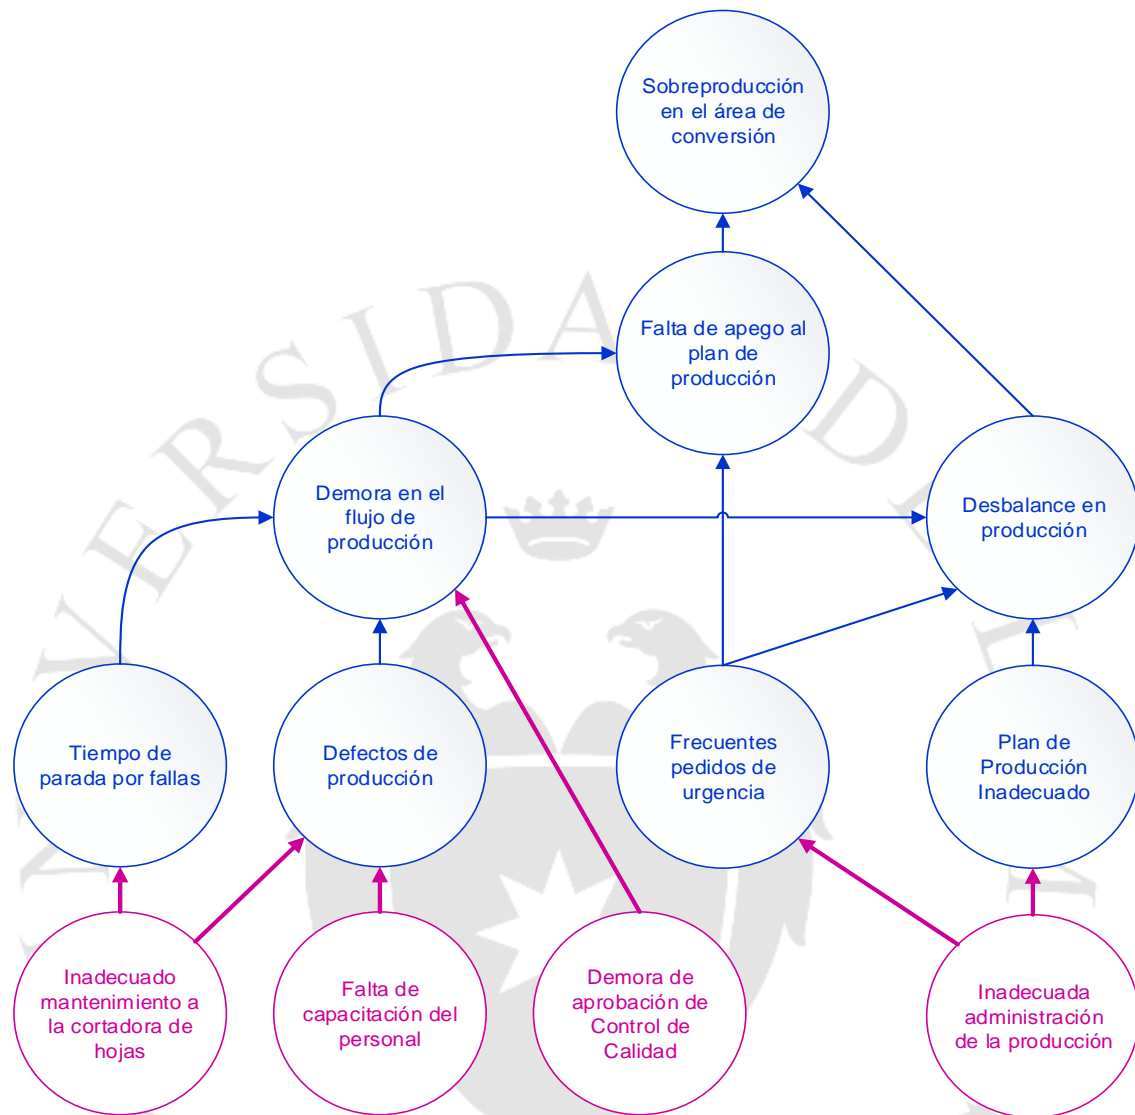 Sobreproducción
en el área de
conversión
Falta de apego al
plan de
producción
Demora en el
flujo de
producción
Desbalance en
producción
Tiempo de
parada por fallas
Defectos de
producción
Frecuentes
pedidos de
urgencia
Plan de
Producción
Inadecuado
Inadecuado
mantenimiento a
la cortadora de
hojas
Falta de
capacitación del
personal
Demora de
aprobación de
Control de
Calidad
Inadecuada
administración
de la producción